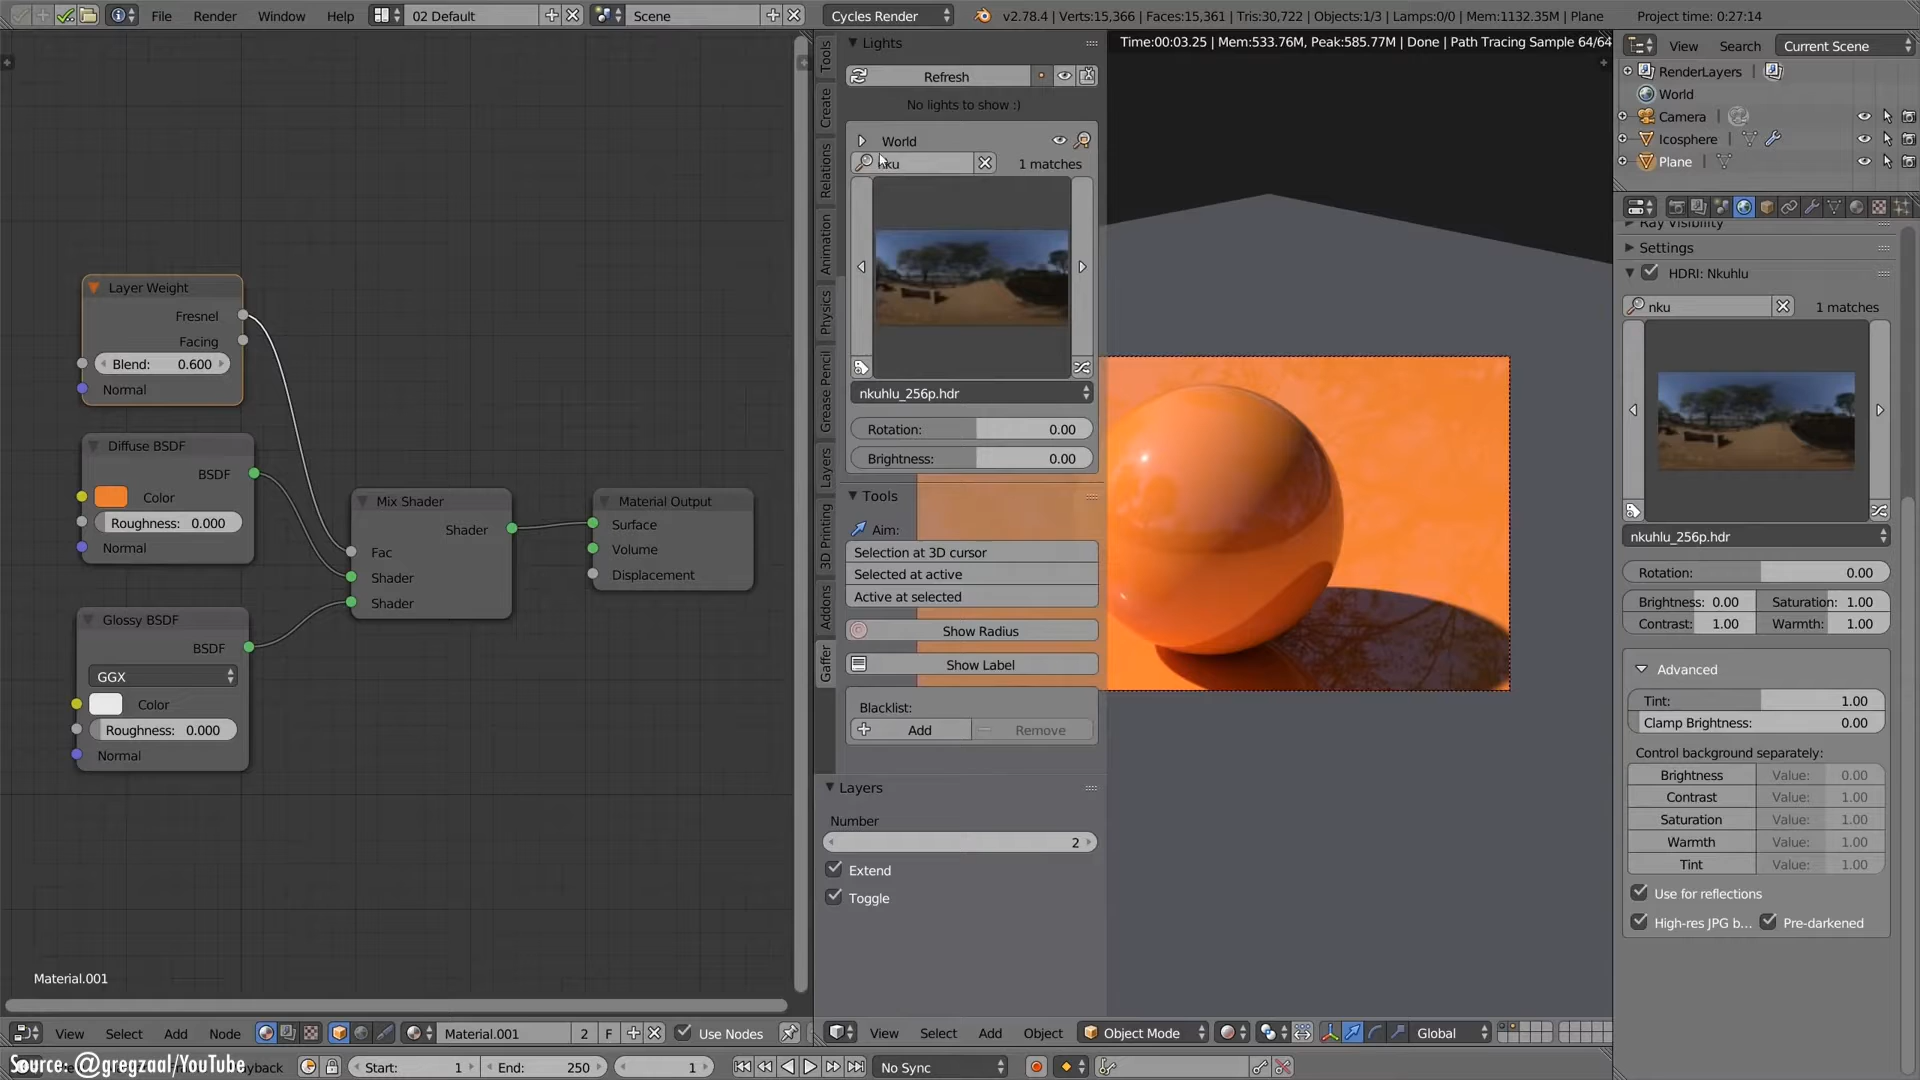 File
Render
Window
Help
02 Default
Scene
Cycles Render
v2.78.4 | Verts:15,366 | Faces:15,361 | Tris:30,722 | Objects:1/3 | Lamps:0/0 | Mem:1132.35M | Plane
Project time: 0:27:14
Layer Weight
Fresnel
Facing
Blend: 0.600
Normal
Diffuse BSDF
BSDF
Color
Roughness: 0.000
Normal
Glossy BSDF
BSDF
GGX
Color
Roughness: 0.000
Normal
Mix Shader
Shader
Fac
Shader
Shader
Material Output
Surface
Volume
Displacement
Material.001
View
Select
Add
Node
Material.001
2
F
Use Nodes
Tools
Create
Relations
Animation
Physics
Grease Pencil
Layers
3D Printing
Addons
Gaffer
Lights
Refresh
No lights to show :)
World
nku
1 matches
nkuhlu_256p.hdr
Rotation: 0.00
Brightness: 0.00
Tools
Aim:
Selection at 3D cursor
Selected at active
Active at selected
Show Radius
Show Label
Blacklist:
Add
Remove
Layers
Number
2
Extend
Toggle
Time:00:03.25 | Mem:533.76M, Peak:585.77M | Done | Path Tracing Sample 64/64
View
Select
Add
Object
Object Mode
Global
View
Search
Current Scene
RenderLayers
World
Camera
Icosphere
Plane
Ray Visibility
Settings
HDRI: Nkuhlu
nku
1 matches
nkuhlu_256p.hdr
Rotation: 0.00
Brightness: 0.00
Saturation: 1.00
Contrast: 1.00
Warmth: 1.00
Advanced
Tint: 1.00
Clamp Brightness: 0.00
Control background separately:
Brightness Value: 0.00
Contrast Value: 1.00
Saturation Value: 1.00
Warmth Value: 1.00
Tint Value: 1.00
Use for reflections
High-res JPG b...
Pre-darkened
Source: @gregzaal/YouTube
Start: 1
End: 250
1
No Sync